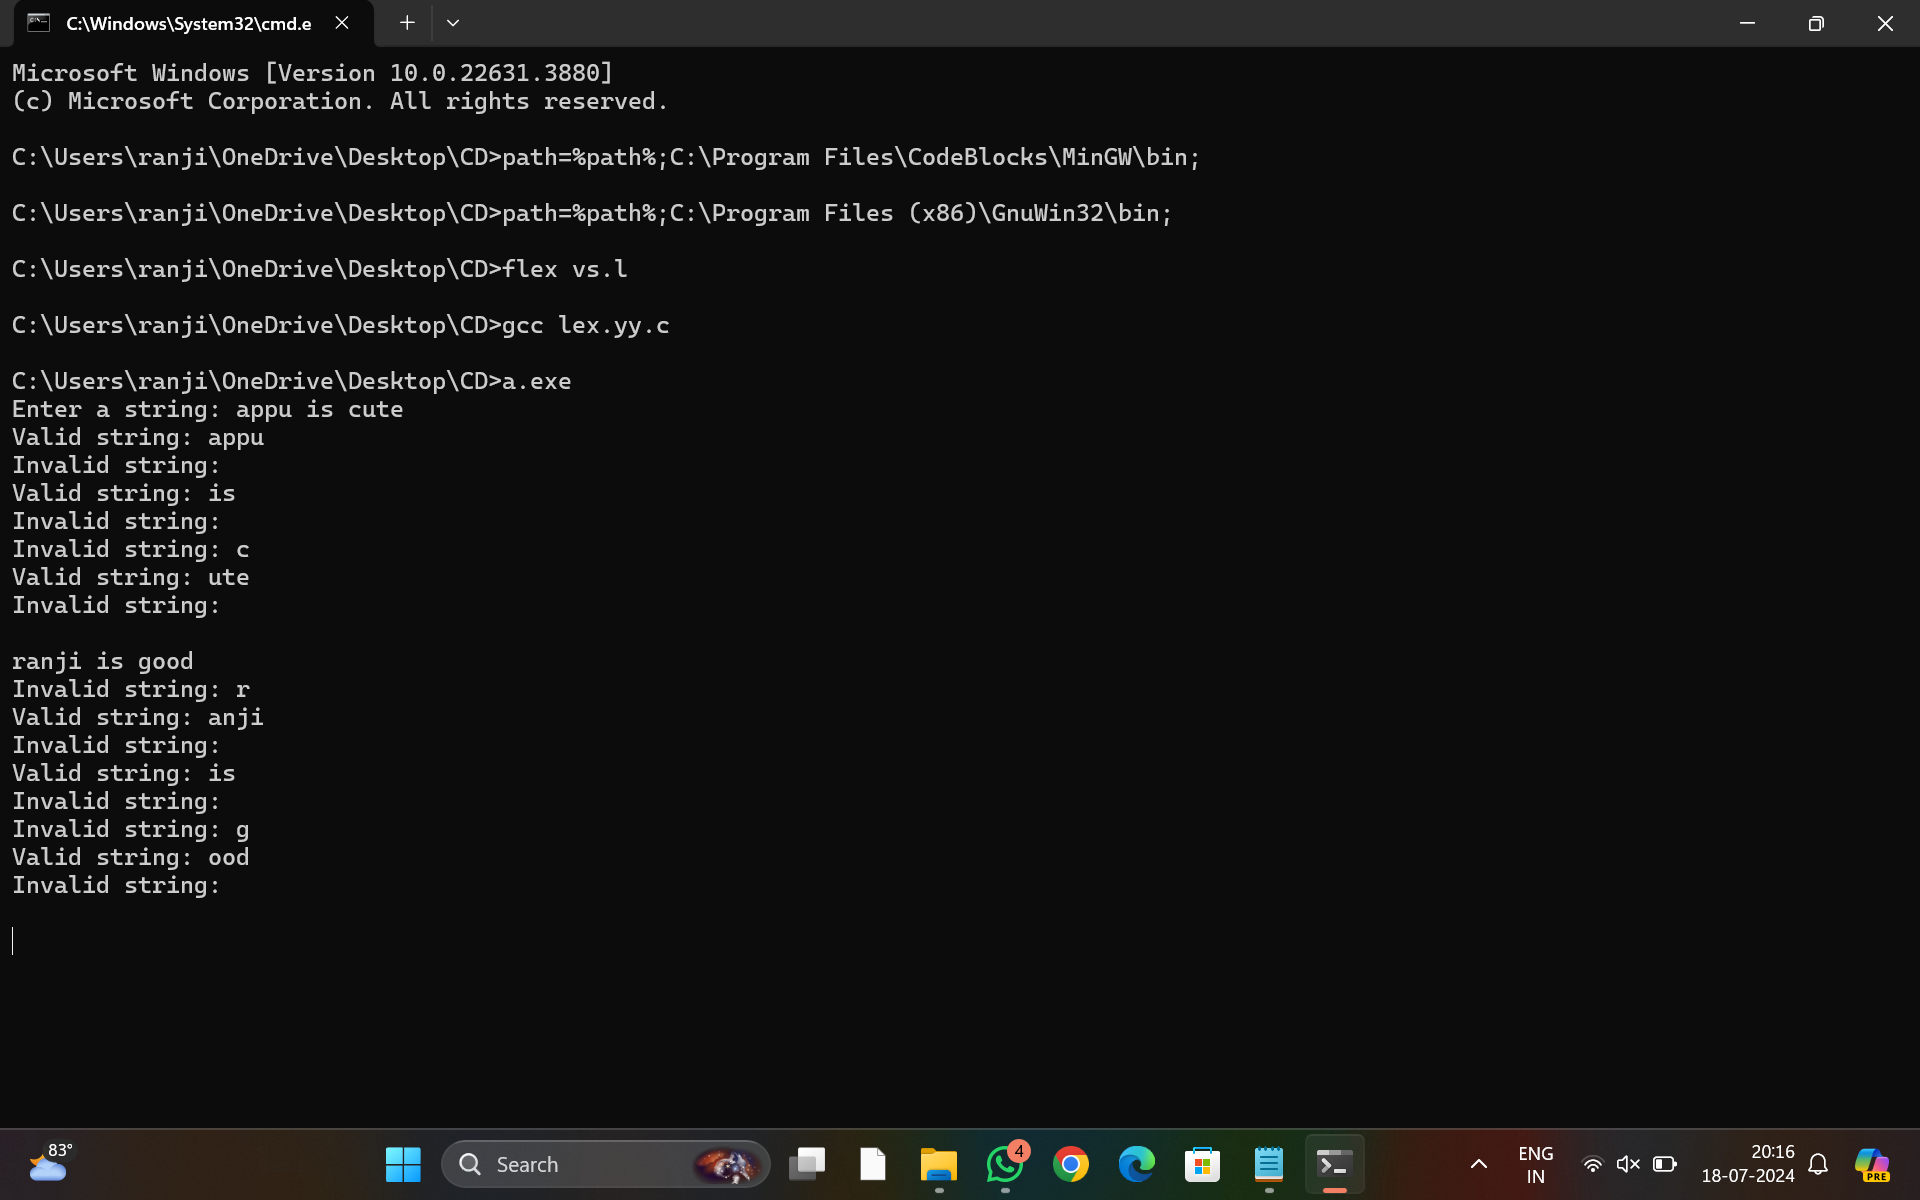 C:\Windows\System32\cmd.e
Microsoft Windows [Version 10.0.22631.3880]
(c) Microsoft Corporation. All rights reserved.
C:\Users\ranji\OneDrive\Desktop\CD>path=%path%;C:\Program Files\CodeBlocks\MinGW\bin;
C:\Users\ranji\OneDrive\Desktop\CD>path=%path%;C:\Program Files (x86)\GnuWin32\bin;
C:\Users\ranji\OneDrive\Desktop\CD>flex vs.l
C:\Users\ranji\OneDrive\Desktop\CD>gcc lex.yy.c
C:\Users\ranji\OneDrive\Desktop\CD>a.exe
Enter a string: appu is cute
Valid string: appu
Invalid string:
Valid string: is
Invalid string:
Invalid string: c
Valid string: ute
Invalid string:
ranji is good
Invalid string: r
Valid string: anji
Invalid string:
Valid string: is
Invalid string:
Invalid string: g
Valid string: ood
Invalid string:
83°
Search
4
ENG
IN
20:16
18-07-2024
PRE